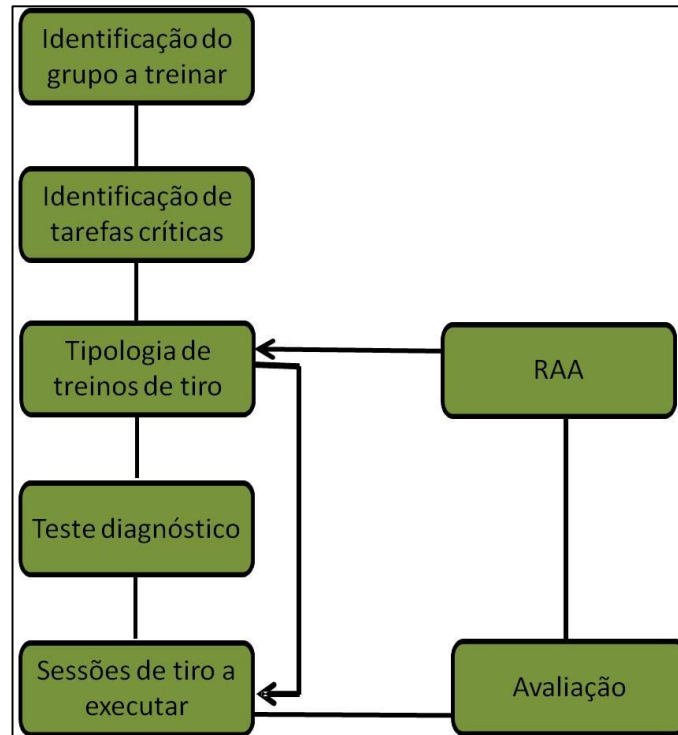 Identificação do
grupo a treinar
Identificação de
tarefas críticas
Tipologia de
treinos de tiro
RAA
Teste diagnóstico
Sessões de tiro a
executar
Avaliação